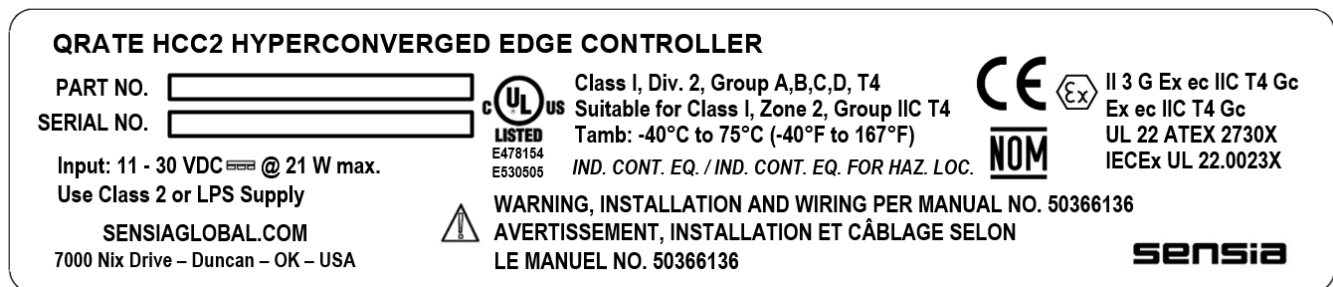 QRATE HCC2 HYPERCONVERGED EDGE CONTROLLER
PART NO.
SERIAL NO.
Input: 11 - 30 VDC @ 21 W max.
Use Class 2 or LPS Supply
SENSIAGLOBAL.COM
7000 Nix Drive – Duncan – OK – USA
C UL US
LISTED
E478154
E530505
Class I, Div. 2, Group A,B,C,D, T4
Suitable for Class I, Zone 2, Group IIC T4
Tamb: -40°C to 75°C (-40°F to 167°F)
IND. CONT. EQ. / IND. CONT. EQ. FOR HAZ. LOC.
CE
NOM
Ex
II 3 G Ex ec IIC T4 Gc
Ex ec IIC T4 Gc
UL 22 ATEX 2730X
IECEx UL 22.0023X
WARNING, INSTALLATION AND WIRING PER MANUAL NO. 50366136
AVERTISSEMENT, INSTALLATION ET CÂBLAGE SELON
LE MANUEL NO. 50366136
sensia